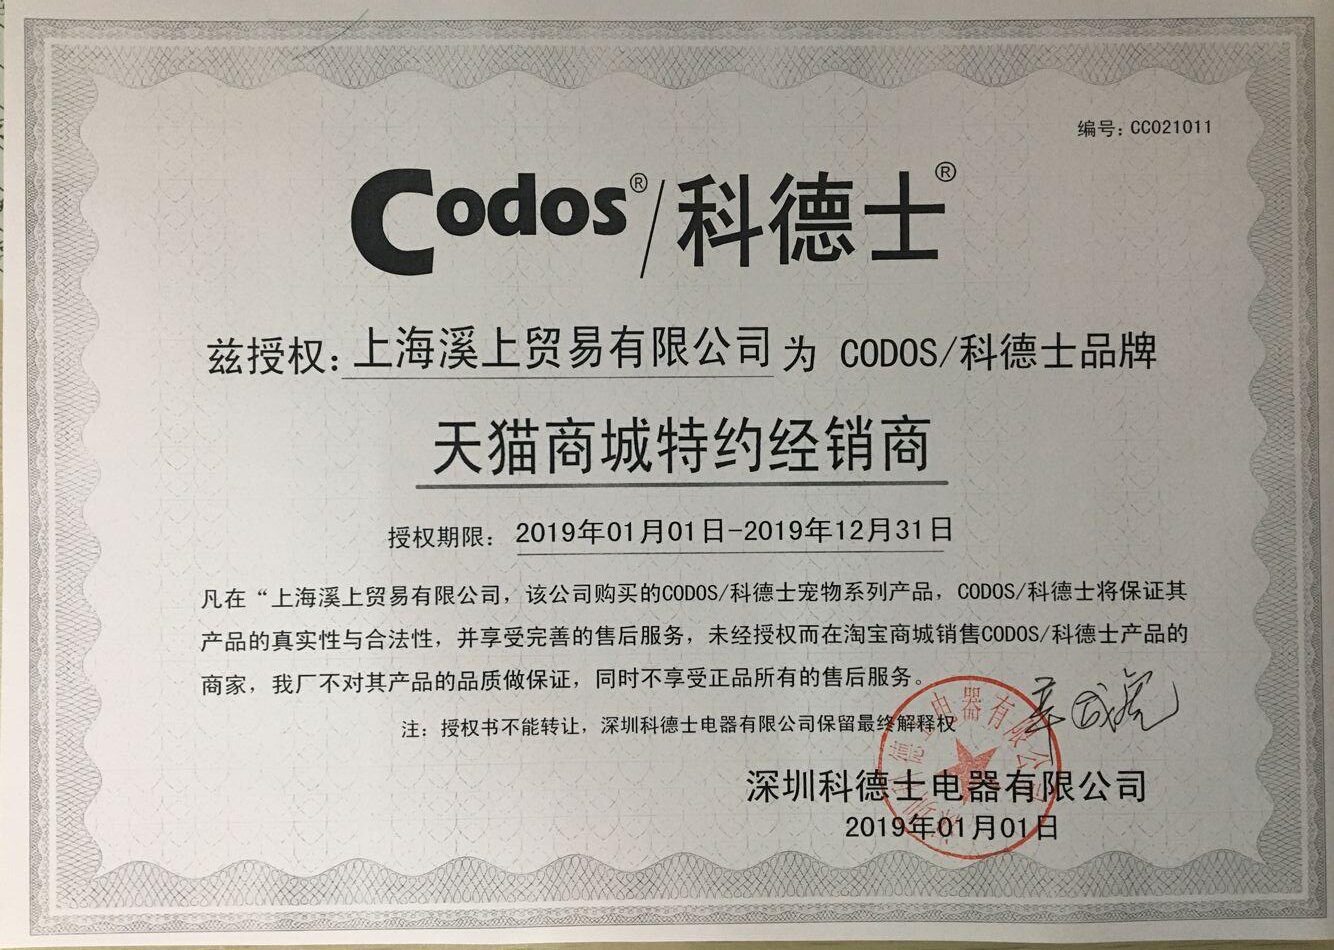 编号：CC021011
Codos®/科德士®
兹授权：上海溪上贸易有限公司为 CODOS/科德士品牌
天猫商城特约经销商
授权期限：2019年01月01日-2019年12月31日
凡在“上海溪上贸易有限公司，该公司购买的CODOS/科德士宠物系列产品，CODOS/科德士将保证其
产品的真实性与合法性，并享受完善的售后服务，未经授权而在淘宝商城销售CODOS/科德士产品的
商家，我厂不对其产品的品质做保证，同时不享受正品所有的售后服务。
注：授权书不能转让，深圳科德士电器有限公司保留最终解释权
深圳科德士电器有限公司
2019年01月01日